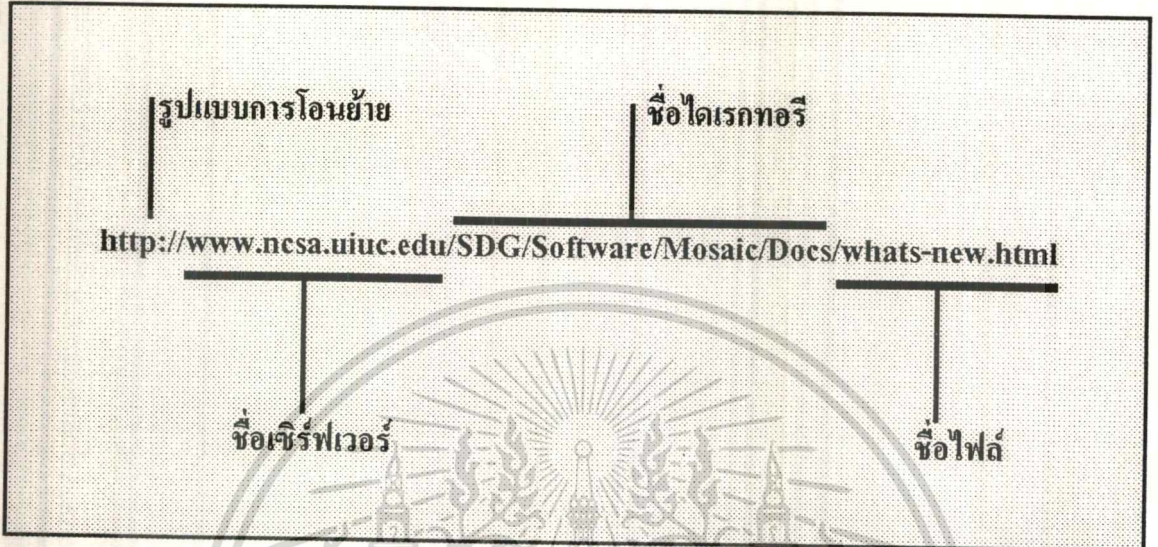 รูปแบบการโอนย้าย
ชื่อไดเรกทอรี
http://www.ncsa.uiuc.edu/SDG/Software/Mosaic/Docs/whats-new.html
ชื่อเซิร์ฟเวอร์
ชื่อไฟล์